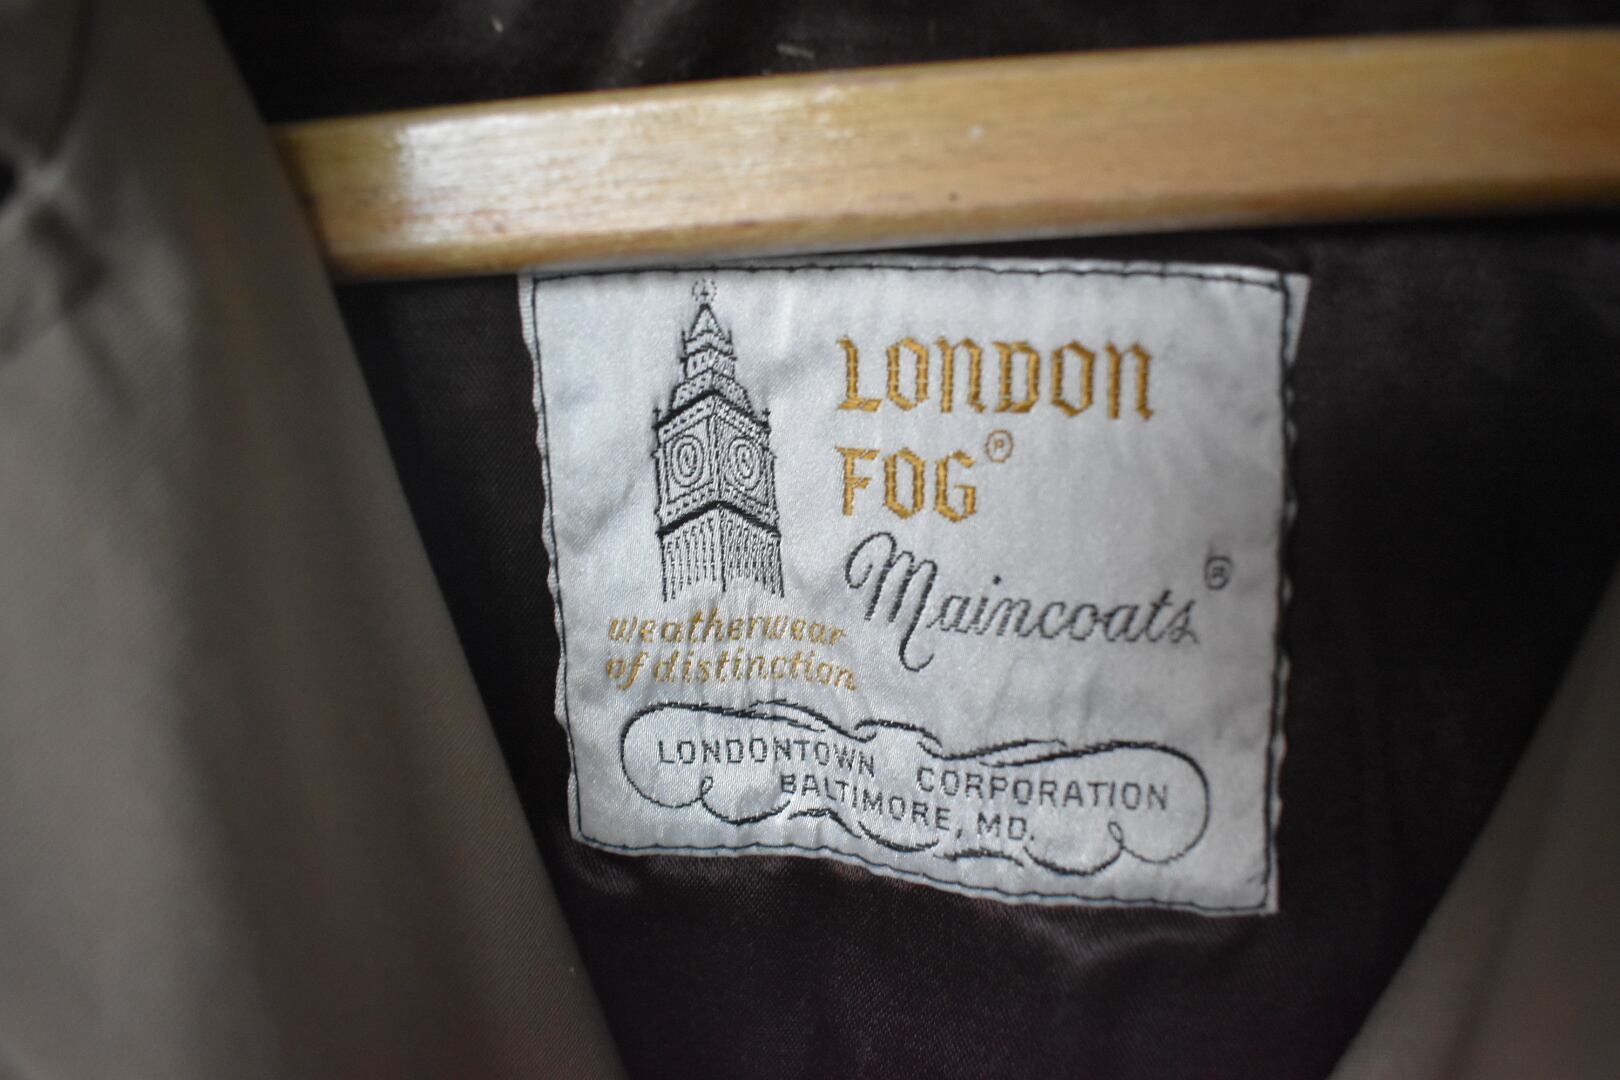 LONDON
FOG®
Maincoats®
weatherwear
of distinction
LONDONTOWN CORPORATION
BALTIMORE, MD.